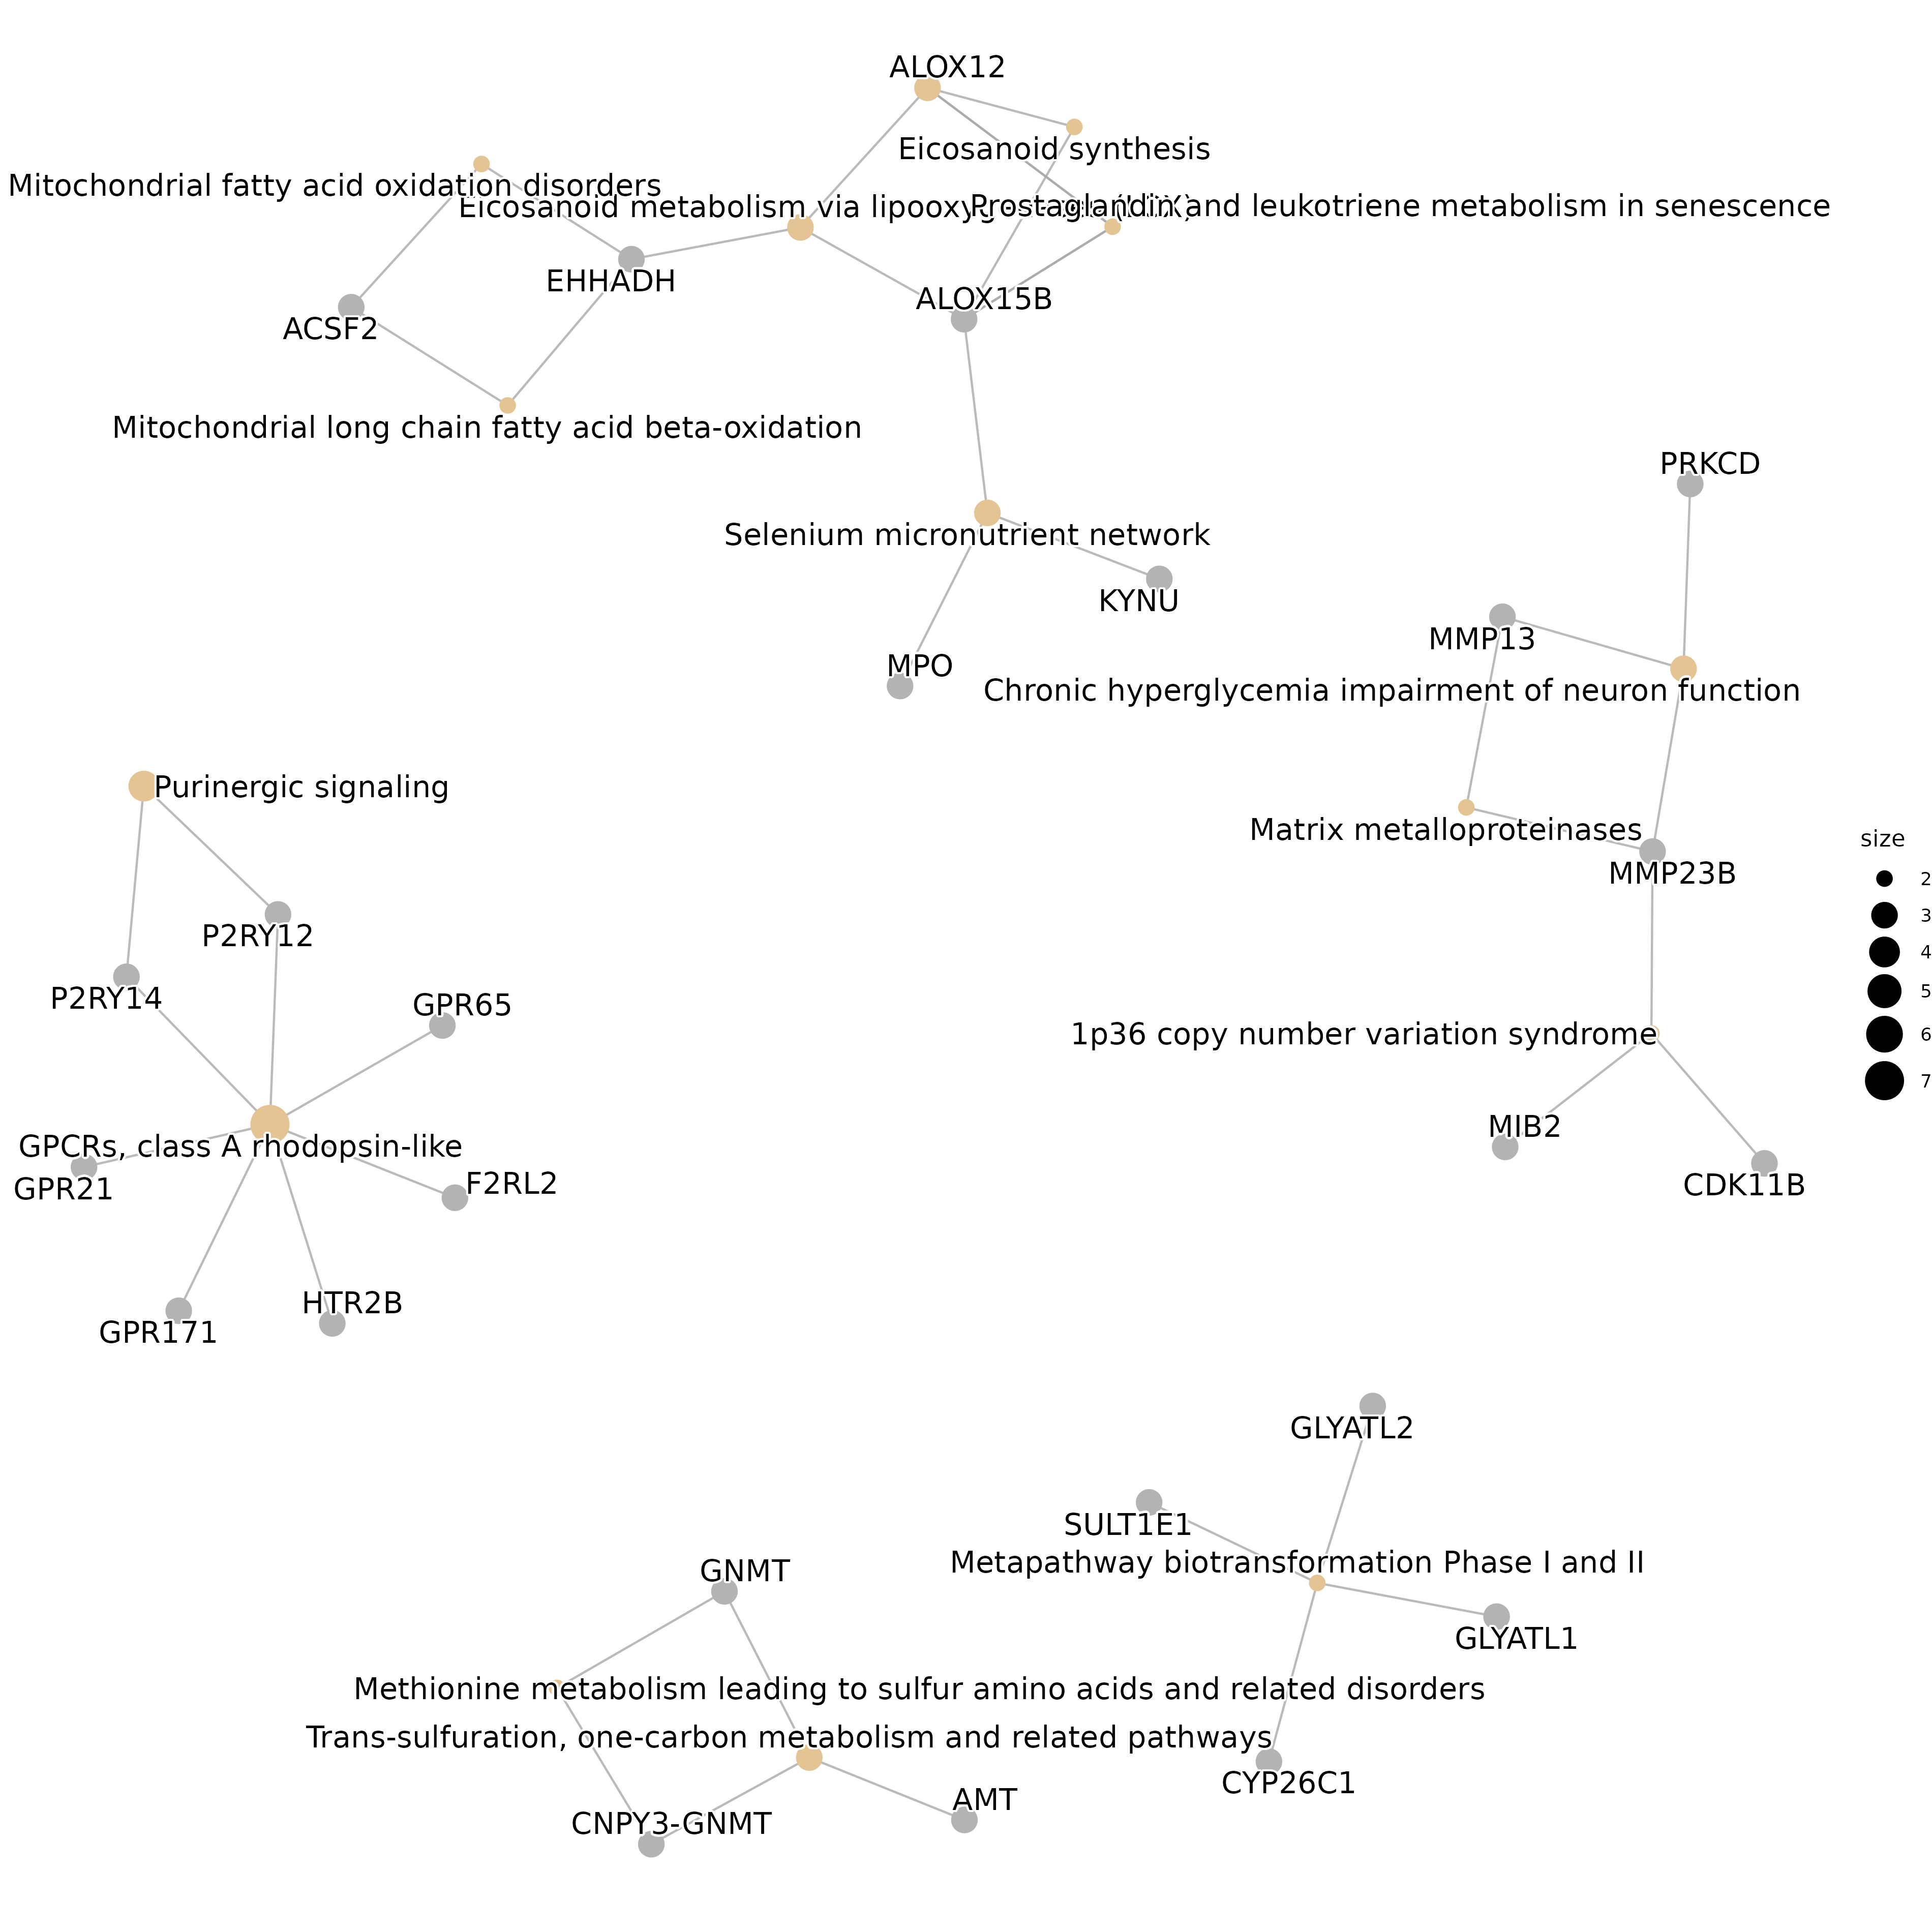 ALOX12
Eicosanoid synthesis
Mitochondrial fatty acid oxidation disorders
Eicosanoid metabolism via
Prostaglandin and leukotriene metabolism in senescence
EHHADH
ALOX15B
ACSF2
Mitochondrial long chain fatty acid beta-oxidation
PRKCD
Selenium micronutrient network
KYNU
MMP13
MPO
Chronic hyperglycemia impairment of neuron function
Purinergic signaling
Matrix metalloproteinases
size
MMP23B
2
3
P2RY12
4
5
P2RY14
GPR65
1p36 copy number variation syndrome
6
7
MIB2
GPCRs, class A rhodopsin-like
F2RL2
CDK11B
GPR21
HTR2B
GPR171
GLYATL2
SULT1E1
Metapathway biotransformation Phase I and II
GNMT
GLYATL1
Methionine metabolism leading to sulfur amino acids and related disorders
Trans-sulfuration, one-carbon metabolism and related pathways
CYP26C1
AMT
CNPY3-GNMT